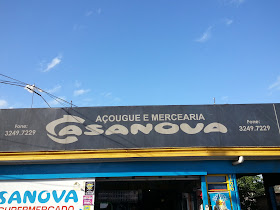 AÇOUGUE E MERCEARIA
Fone:
3249.7229
CASANOVA
Fone:
3249.7229
SANOVA
SUPERMERCADO